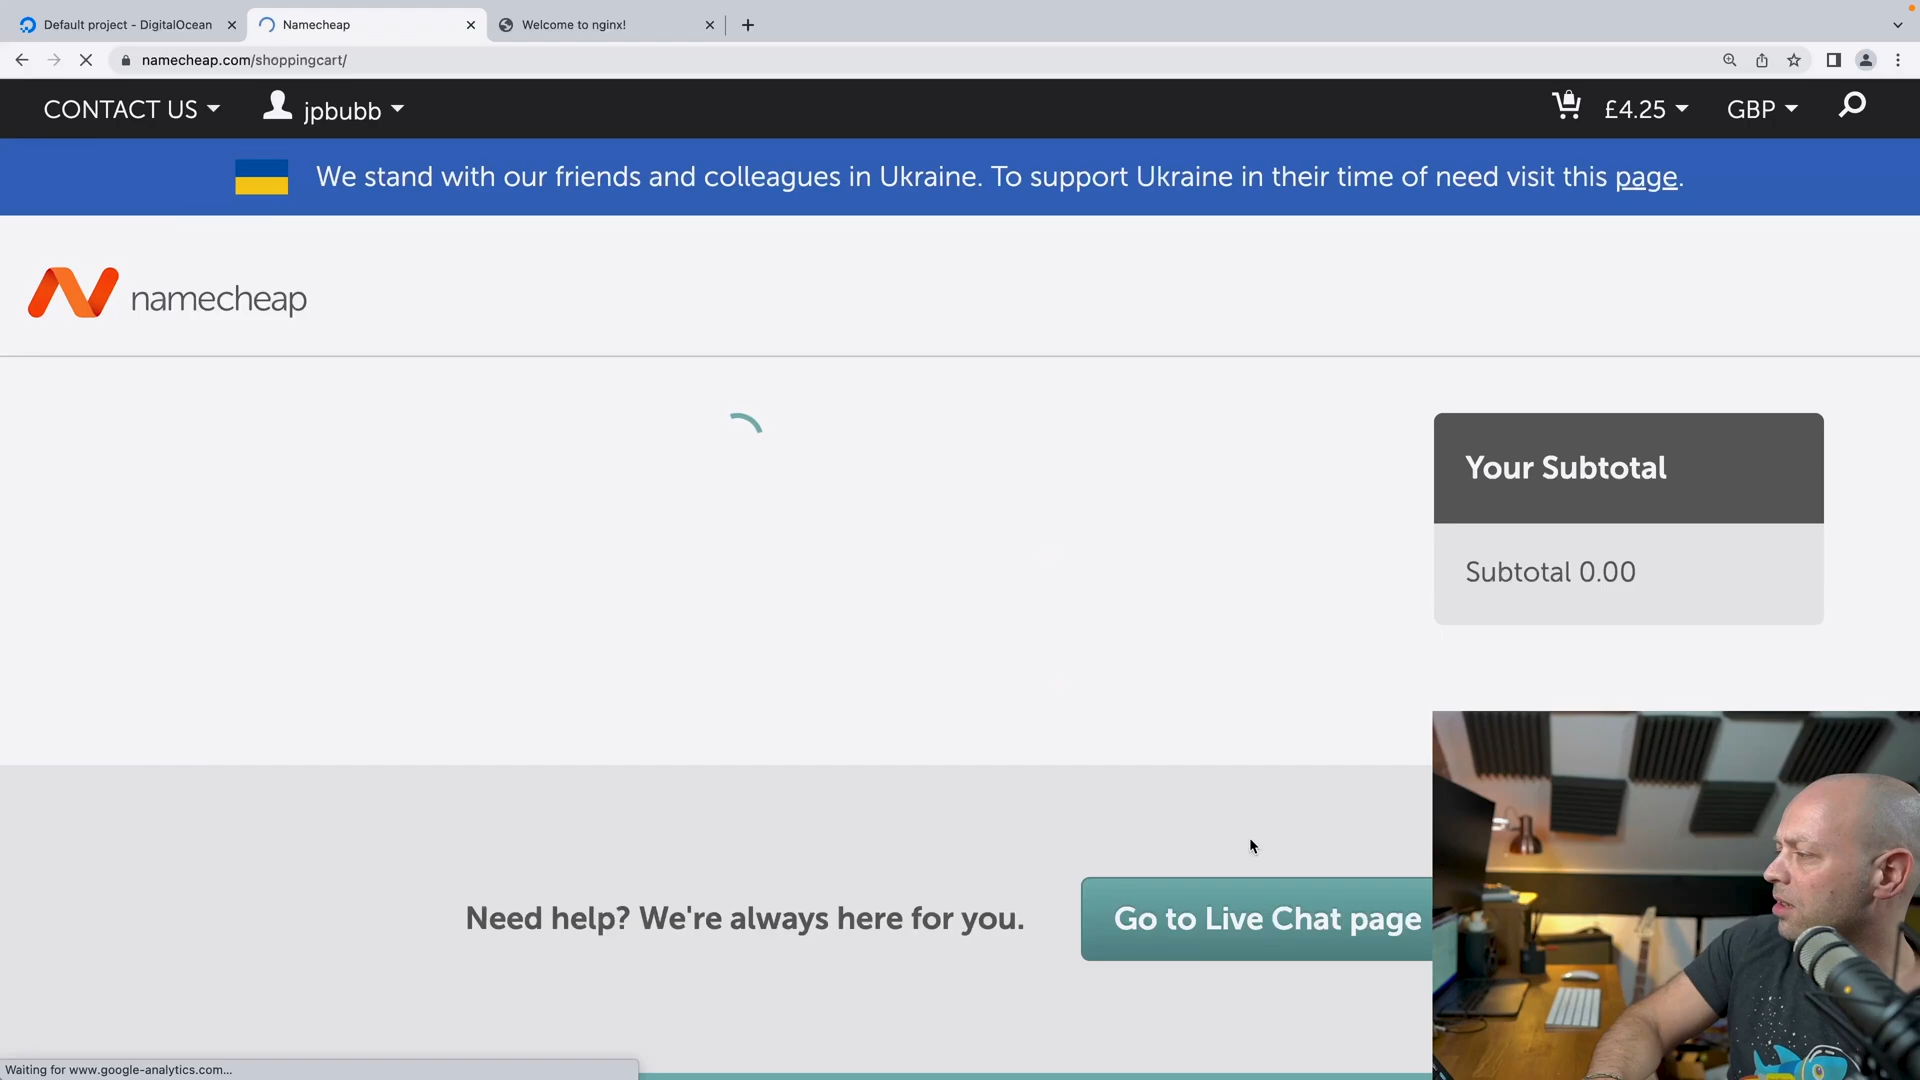 Default project - DigitalOcean
Namecheap
Welcome to nginx!
namecheap.com/shoppingcart/
CONTACT US
jpbubb
£4.25
GBP
We stand with our friends and colleagues in Ukraine. To support Ukraine in their time of need visit this page.
namecheap
Your Subtotal
Subtotal 0.00
Need help? We're always here for you.
Go to Live Chat page
Waiting for www.google-analytics.com...